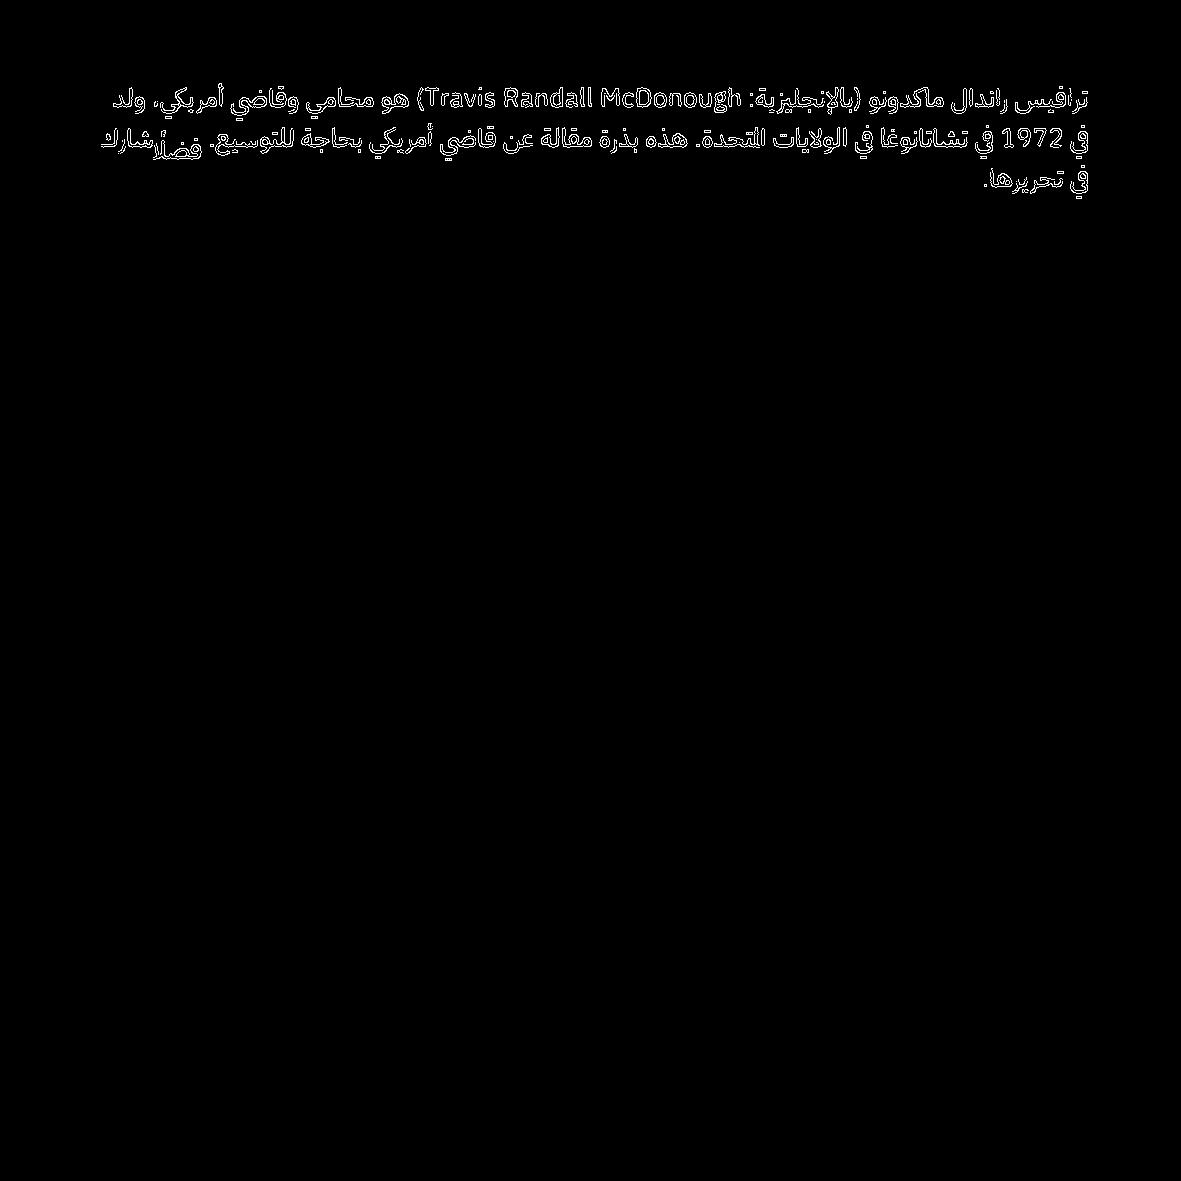 ترافيس راندال ماكدونو (بالإنجليزية: Travis Randall McDonough) هو محامي وقاضي أمريكي، ولد
في 1972 في تشاتانوغا في الولايات المتحدة. هذه بذرة مقالة عن قاضي أمريكي بحاجة للتوسيع. فضلًا شارك
في تحريرها.